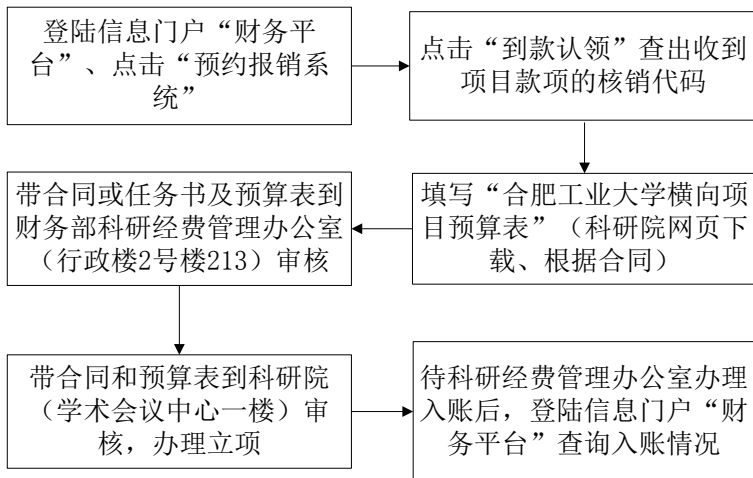 登陆信息门户“财务平
台”、点击“预约报销系
统”
点击“到款认领”查出收到
项目款项的核销代码
填写“合肥工业大学横向项
目预算表”（科研院网页下
载、根据合同）
带合同或任务书及预算表到
财务部科研经费管理办公室
（行政楼2号楼213）审核
带合同和预算表到科研院
（学术会议中心一楼）审
核，办理立项
待科研经费管理办公室办理
入账后，登陆信息门户“财
务平台”查询入账情况